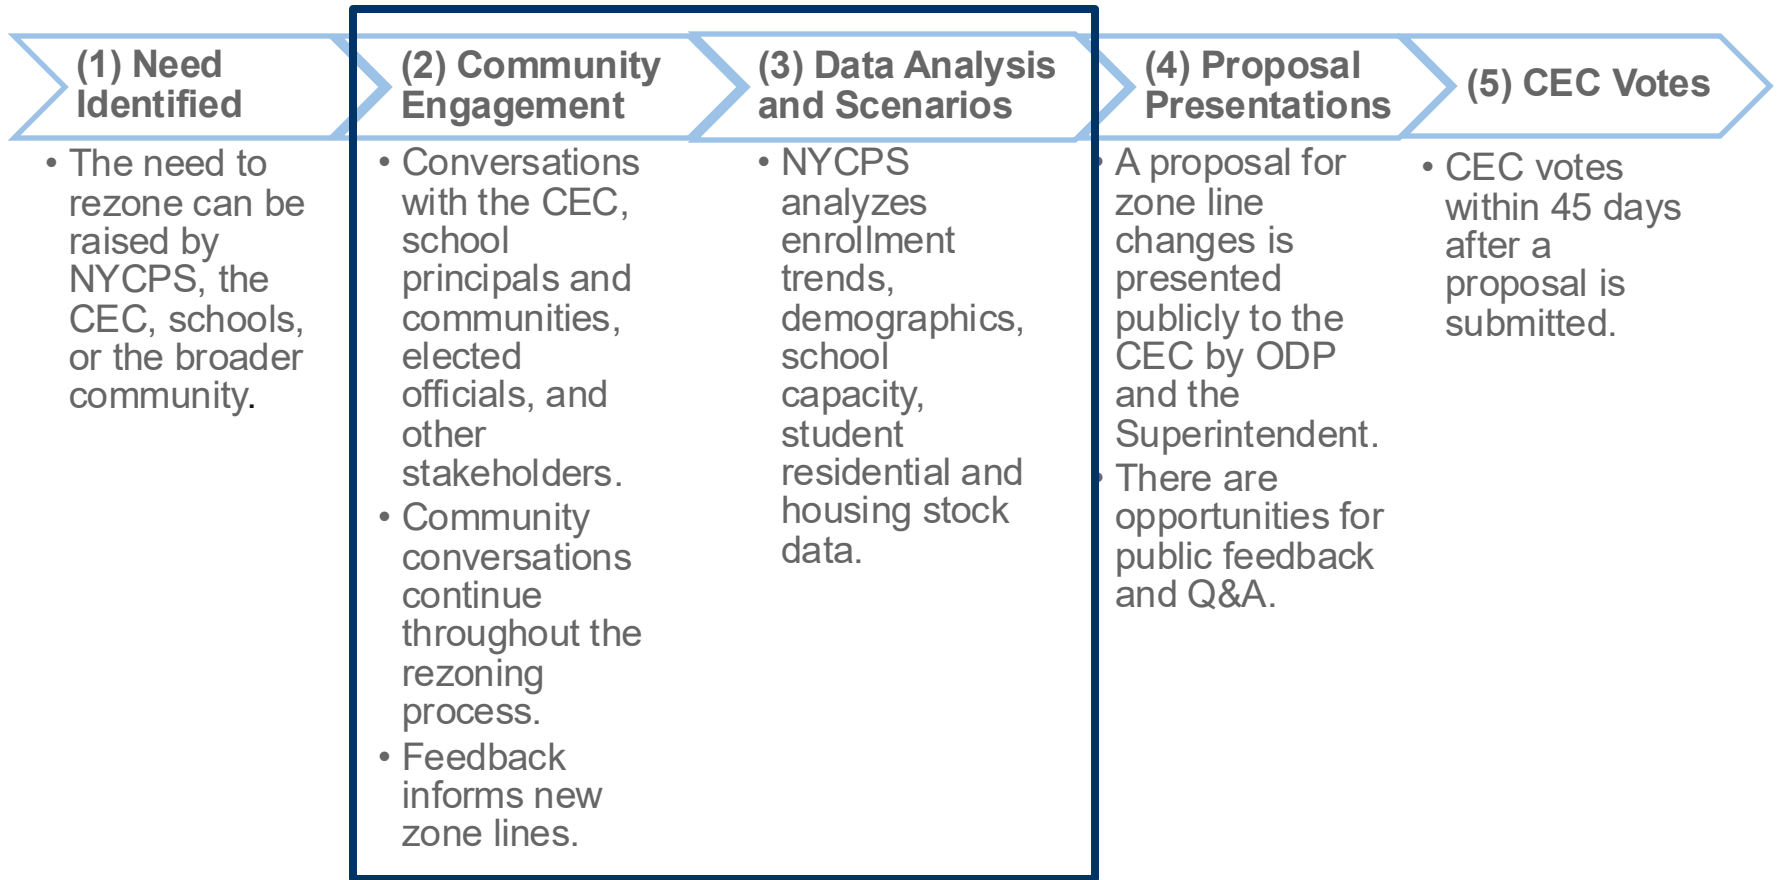 (1) Need
Identified
• The need to
rezone can be
raised by
NYCPS, the
CEC, schools,
or the broader
community.
(2) Community
Engagement
• Conversations
with the CEC,
school
principals and
communities,
elected
officials, and
other
stakeholders.
• Community
conversations
continue
throughout the
rezoning
process.
• Feedback
informs new
zone lines.
(3) Data Analysis
and Scenarios
• NYCPS
analyzes
enrollment
trends,
demographics,
school
capacity,
student
residential and
housing stock
data.
(4) Proposal
Presentations
• A proposal for
zone line
changes is
presented
publicly to the
CEC by ODP
and the
Superintendent.
• There are
opportunities for
public feedback
and Q&A.
(5) CEC Votes
• CEC votes
within 45 days
after a
proposal is
submitted.